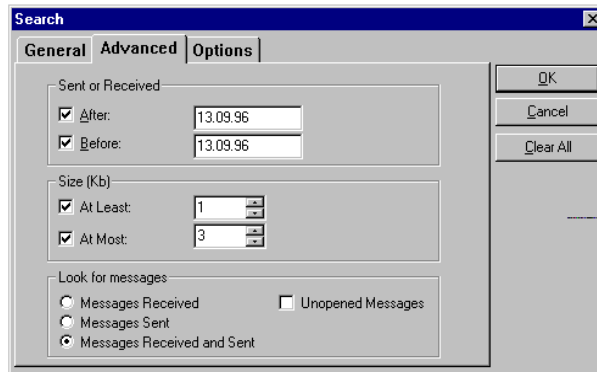 Search
General Advanced Options
Sent or Received
After: 13.09.96
Before: 13.09.96
Size (Kb)
At Least: 1
At Most: 3
Look for messages
Messages Received Unopened Messages
Messages Sent
Messages Received and Sent
OK
Cancel
Clear All